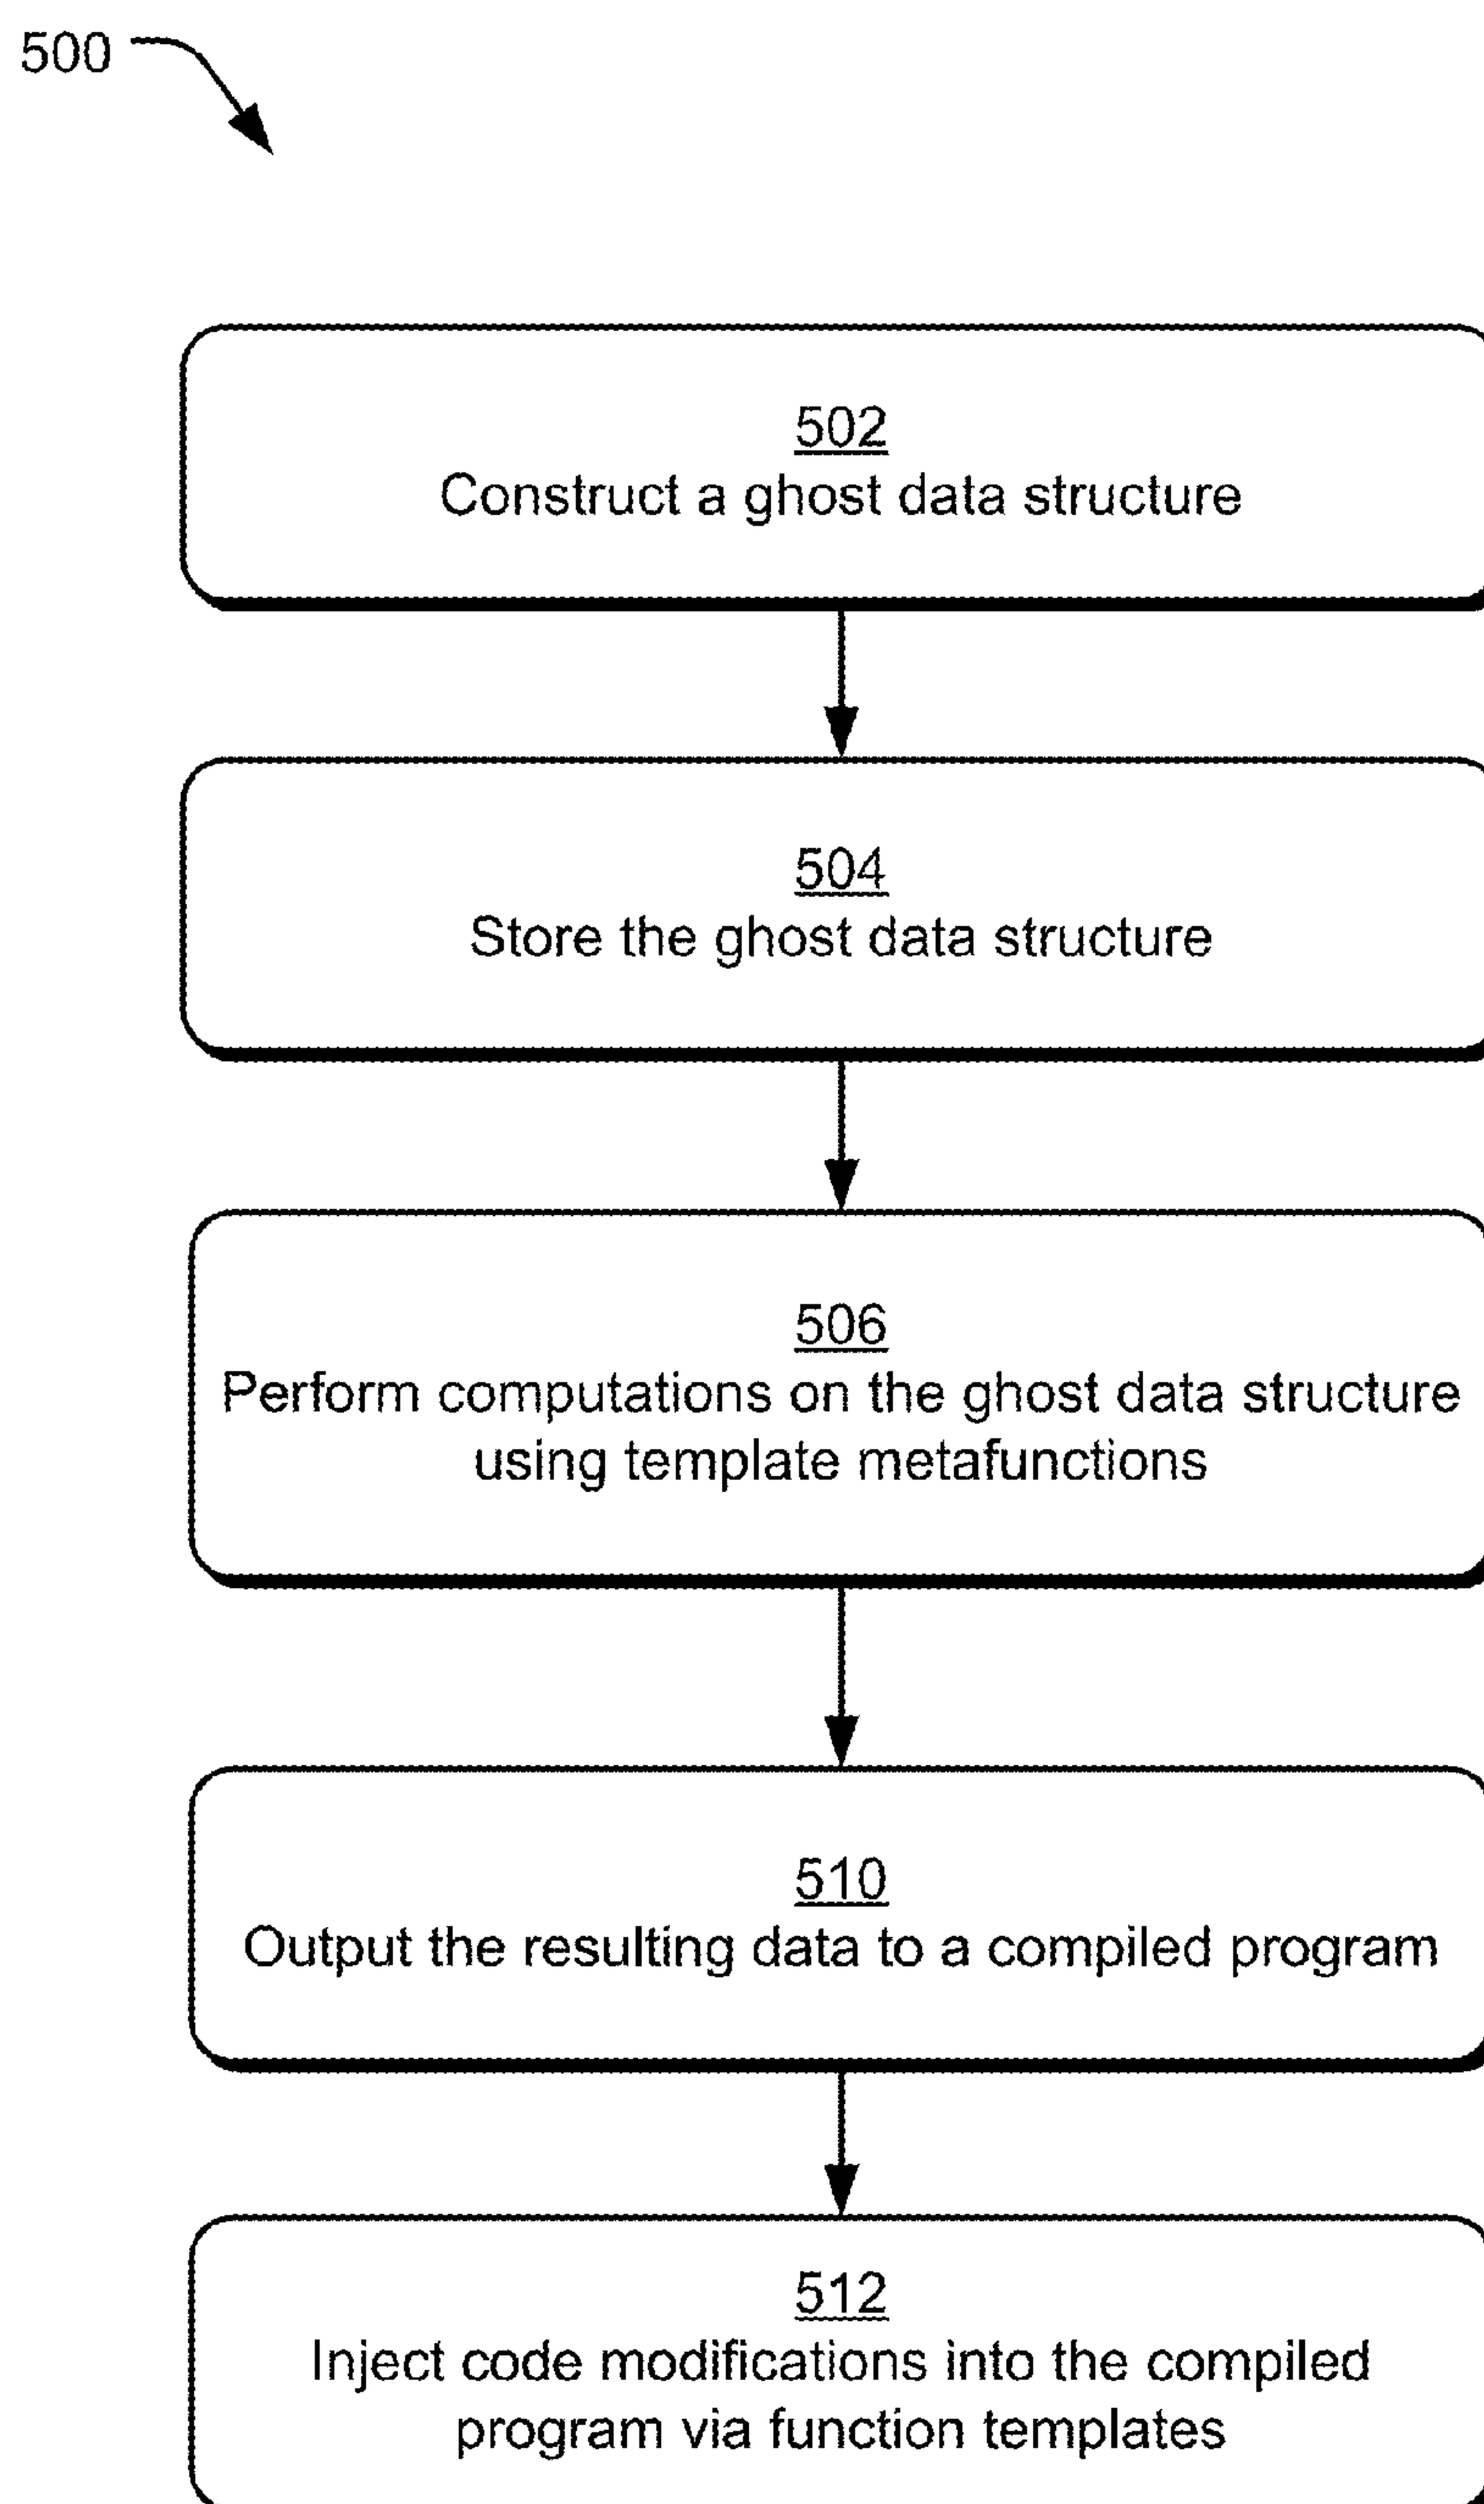 500
502
Construct a ghost data structure
504
Store the ghost data structure
506
Perform computations on the ghost data structure
using template metafunctions
510
Output the resulting data to a compiled program
512
Inject code modifications into the compiled
program via function templates